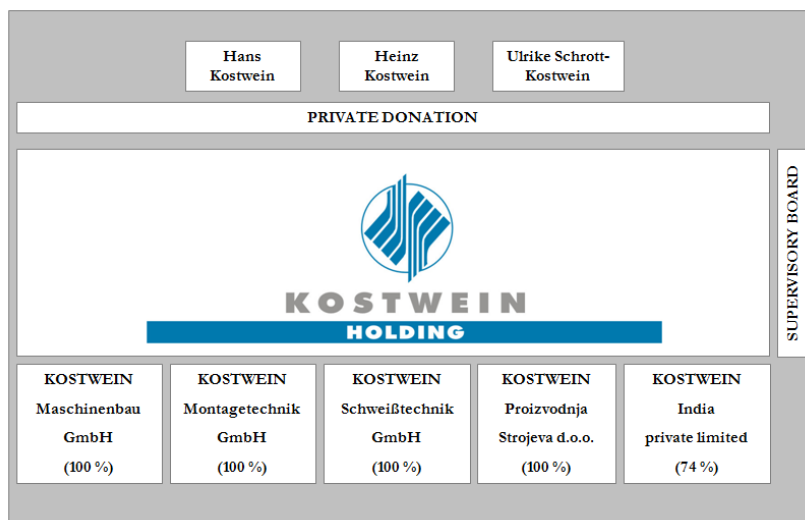 Hans
Kostwein
Heinz
Kostwein
Ulrike Schrott-
Kostwein
PRIVATE DONATION
KOSTWEIN
HOLDING
SUPERVISORY BOARD
KOSTWEIN
Maschinenbau
GmbH
(100 %)
KOSTWEIN
Montagetechnik
GmbH
(100 %)
KOSTWEIN
Schweißtechnik
GmbH
(100 %)
KOSTWEIN
Proizvodnja
Strojeva d.o.o.
(100 %)
KOSTWEIN
India
private limited
(74 %)